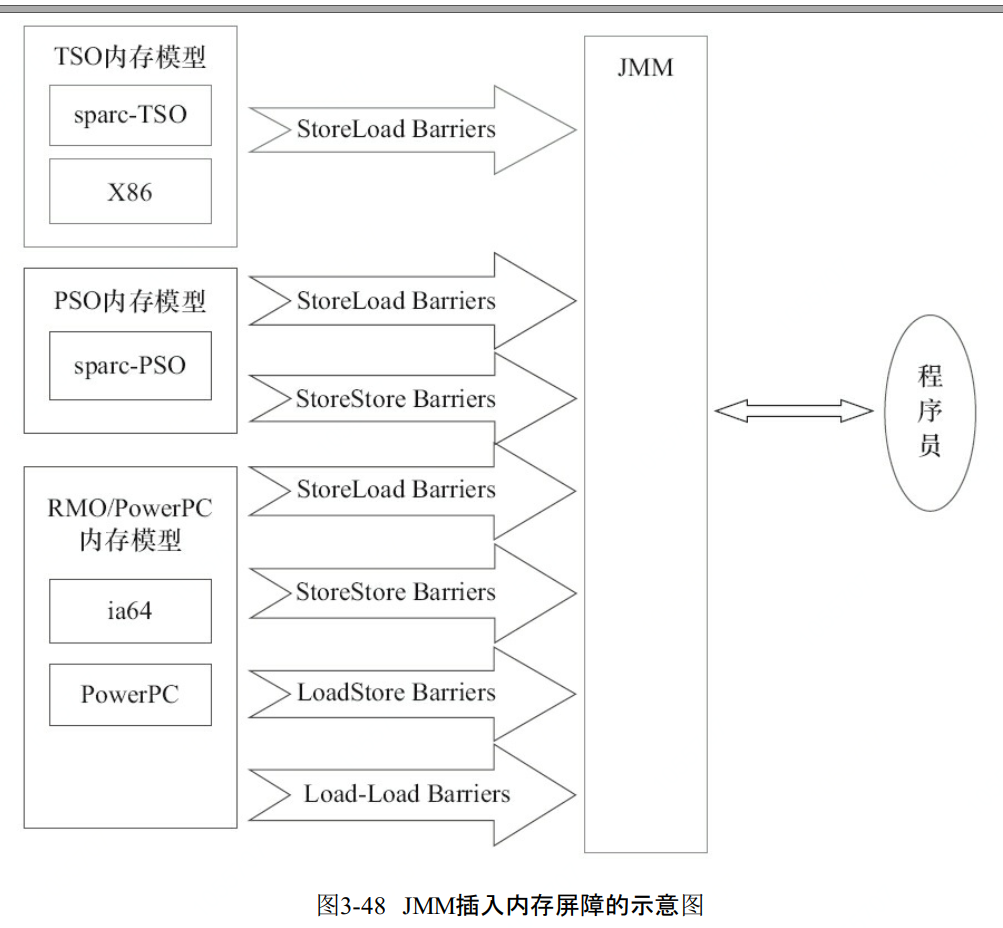 TSO内存模型
sparc-TSO
X86
StoreLoad Barriers
PSO内存模型
sparc-PSO
StoreLoad Barriers
StoreStore Barriers
RMO/PowerPC
内存模型
ia64
PowerPC
StoreLoad Barriers
StoreStore Barriers
LoadStore Barriers
Load-Load Barriers
JMM
程
序
员
图3-48 JMM插入内存屏障的示意图